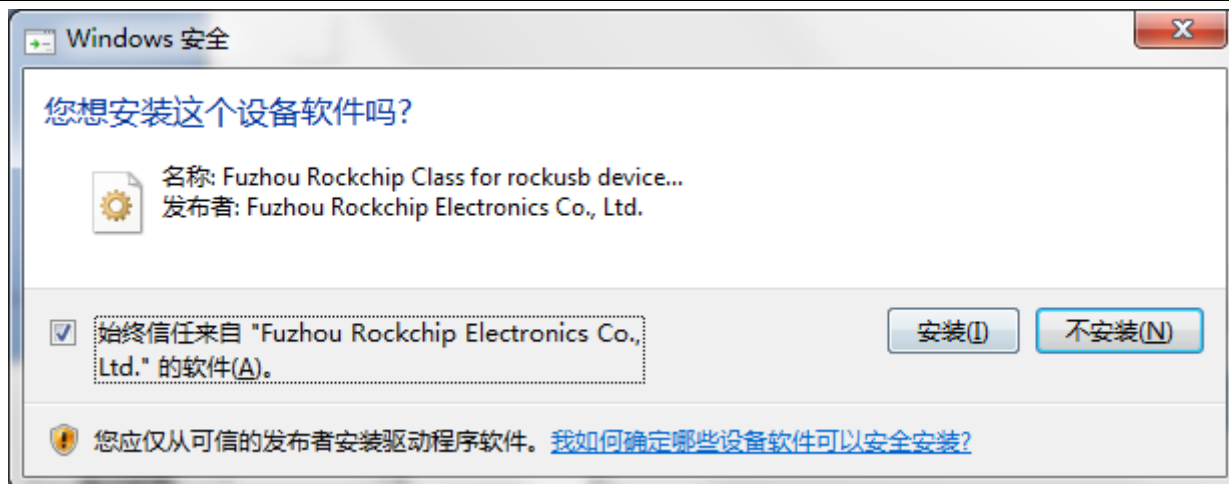 Windows 安全
您想安装这个设备软件吗?
名称: Fuzhou Rockchip Class for rockusb device...
发布者: Fuzhou Rockchip Electronics Co., Ltd.
始终信任来自 "Fuzhou Rockchip Electronics Co.,
Ltd." 的软件(A)。
安装(I)
不安装(N)
您应仅从可信的发布者安装驱动程序软件。我如何确定哪些设备软件可以安全安装?